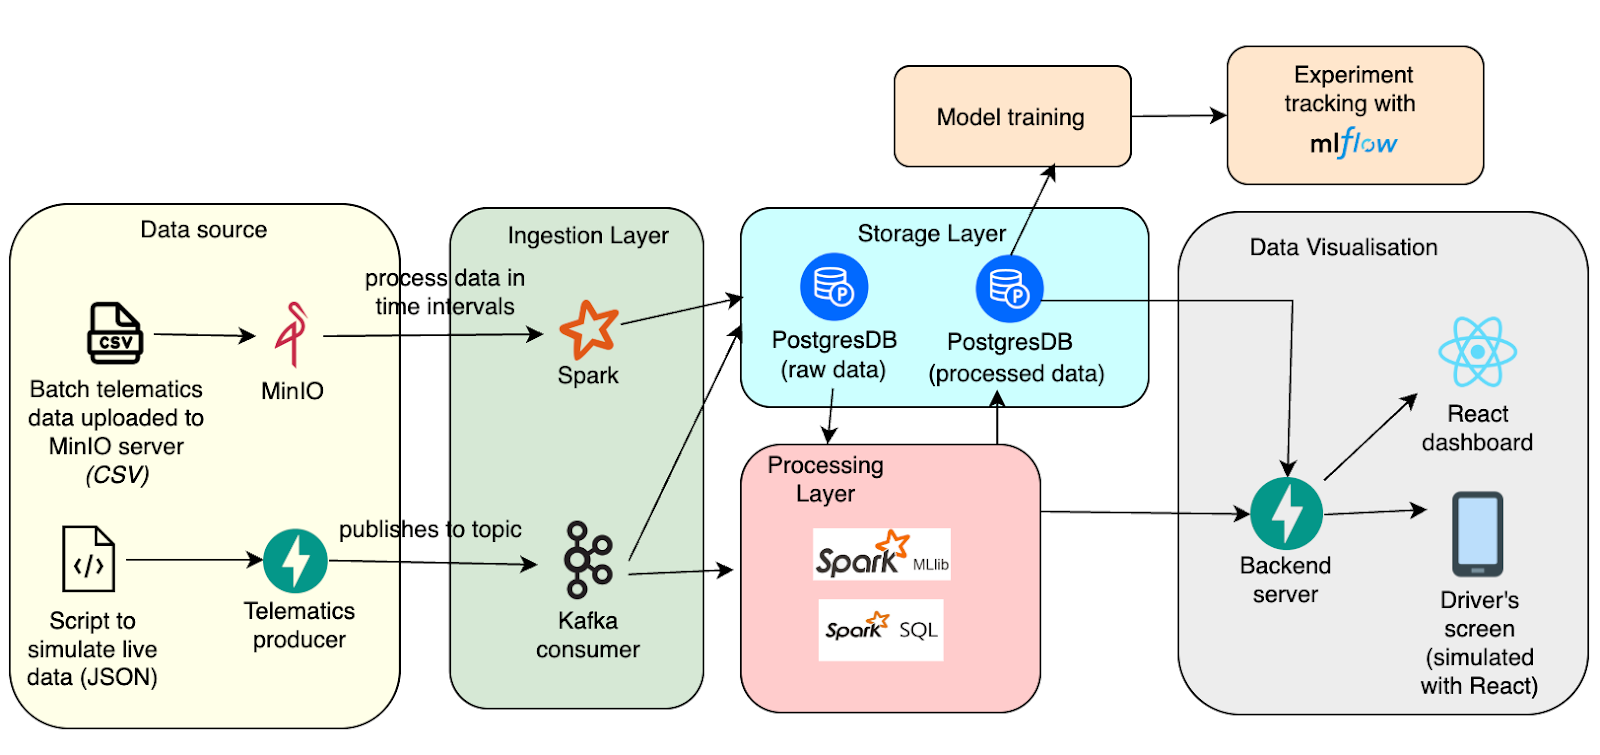 Model training
Experiment
tracking with
mlflow
Data source
process data in
time intervals
CSV
Batch telematics
data uploaded to
MinIO server
(CSV)
MinIO
publishes to topic
</>
Script to
simulate live
data (JSON)
Telematics
producer
Ingestion Layer
Spark
Kafka
consumer
Storage Layer
P
PostgresDB
(raw data)
P
PostgresDB
(processed data)
Processing
Layer
Spark MLlib
Spark SQL
Data Visualisation
Backend
server
React
dashboard
Driver's
screen
(simulated
with React)